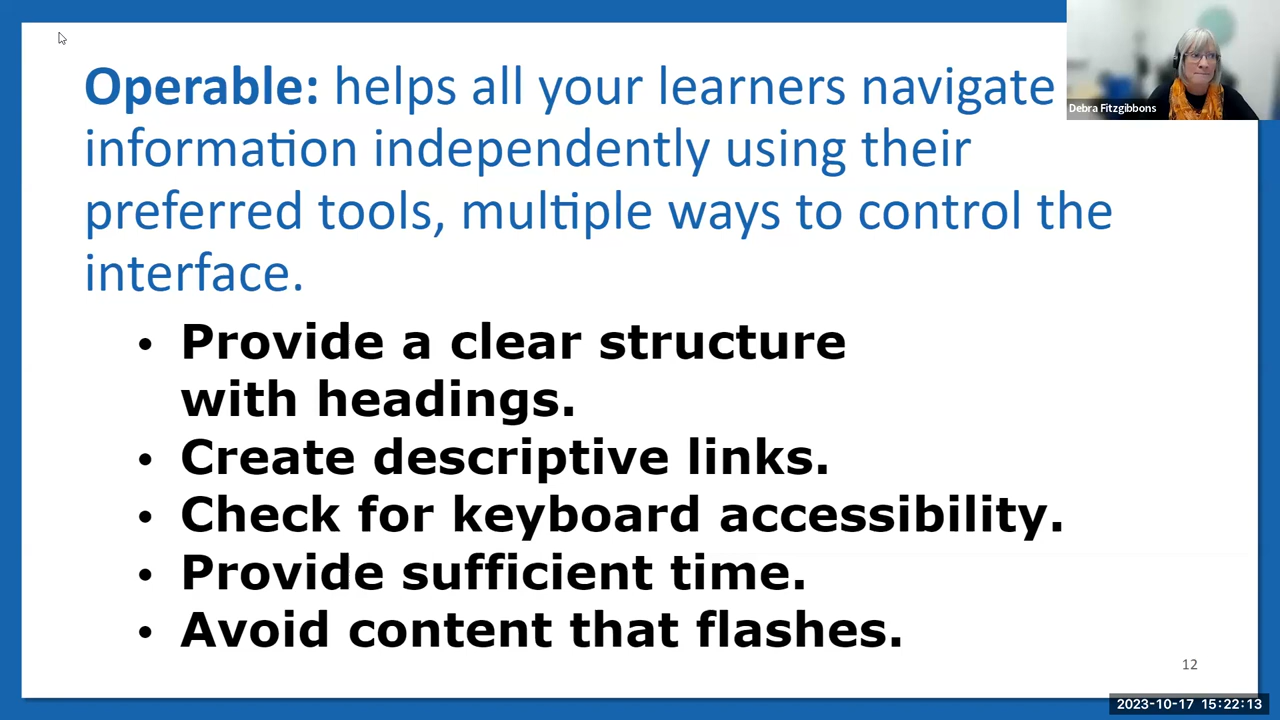 Operable: helps all your learners navigate
information independently using their
preferred tools, multiple ways to control the
interface.
Debra Fitzgibbons
• Provide a clear structure
with headings.
• Create descriptive links.
• Check for keyboard accessibility.
• Provide sufficient time.
• Avoid content that flashes.
12
2023-10-17 15:22:13